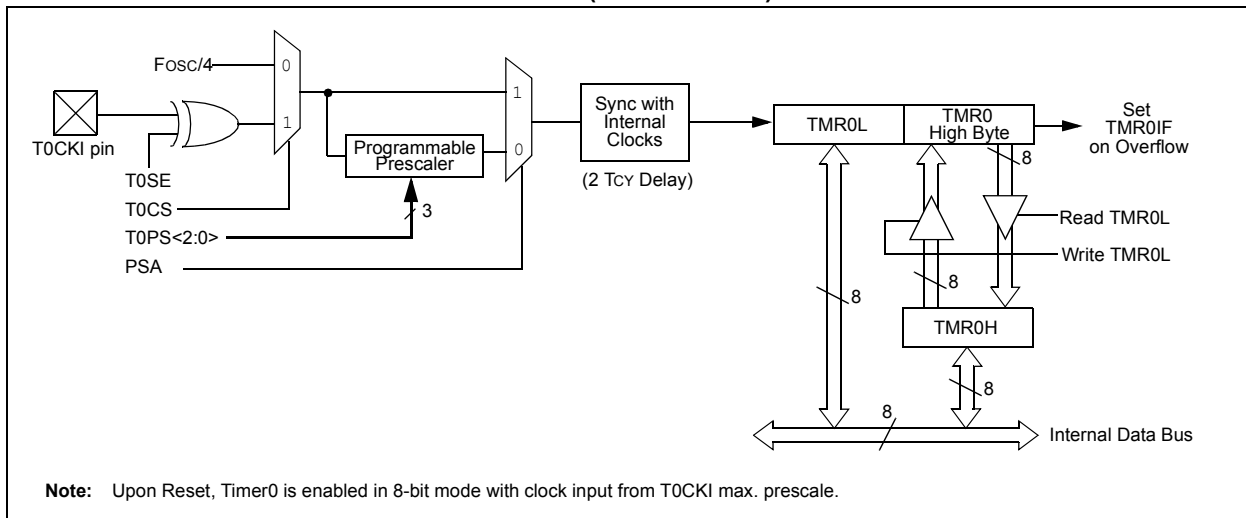 FOSC/4
0
1
T0CKI pin
T0SE
T0CS
T0PS<2:0>
PSA
Programmable
Prescaler
3
1
0
Sync with
Internal
Clocks
(2 TCY Delay)
TMR0L
TMR0
High Byte
Set
TMR0IF
on Overflow
8
Read TMR0L
Write TMR0L
8
8
TMR0H
8
8
Internal Data Bus
Note: Upon Reset, Timer0 is enabled in 8-bit mode with clock input from T0CKI max. prescale.